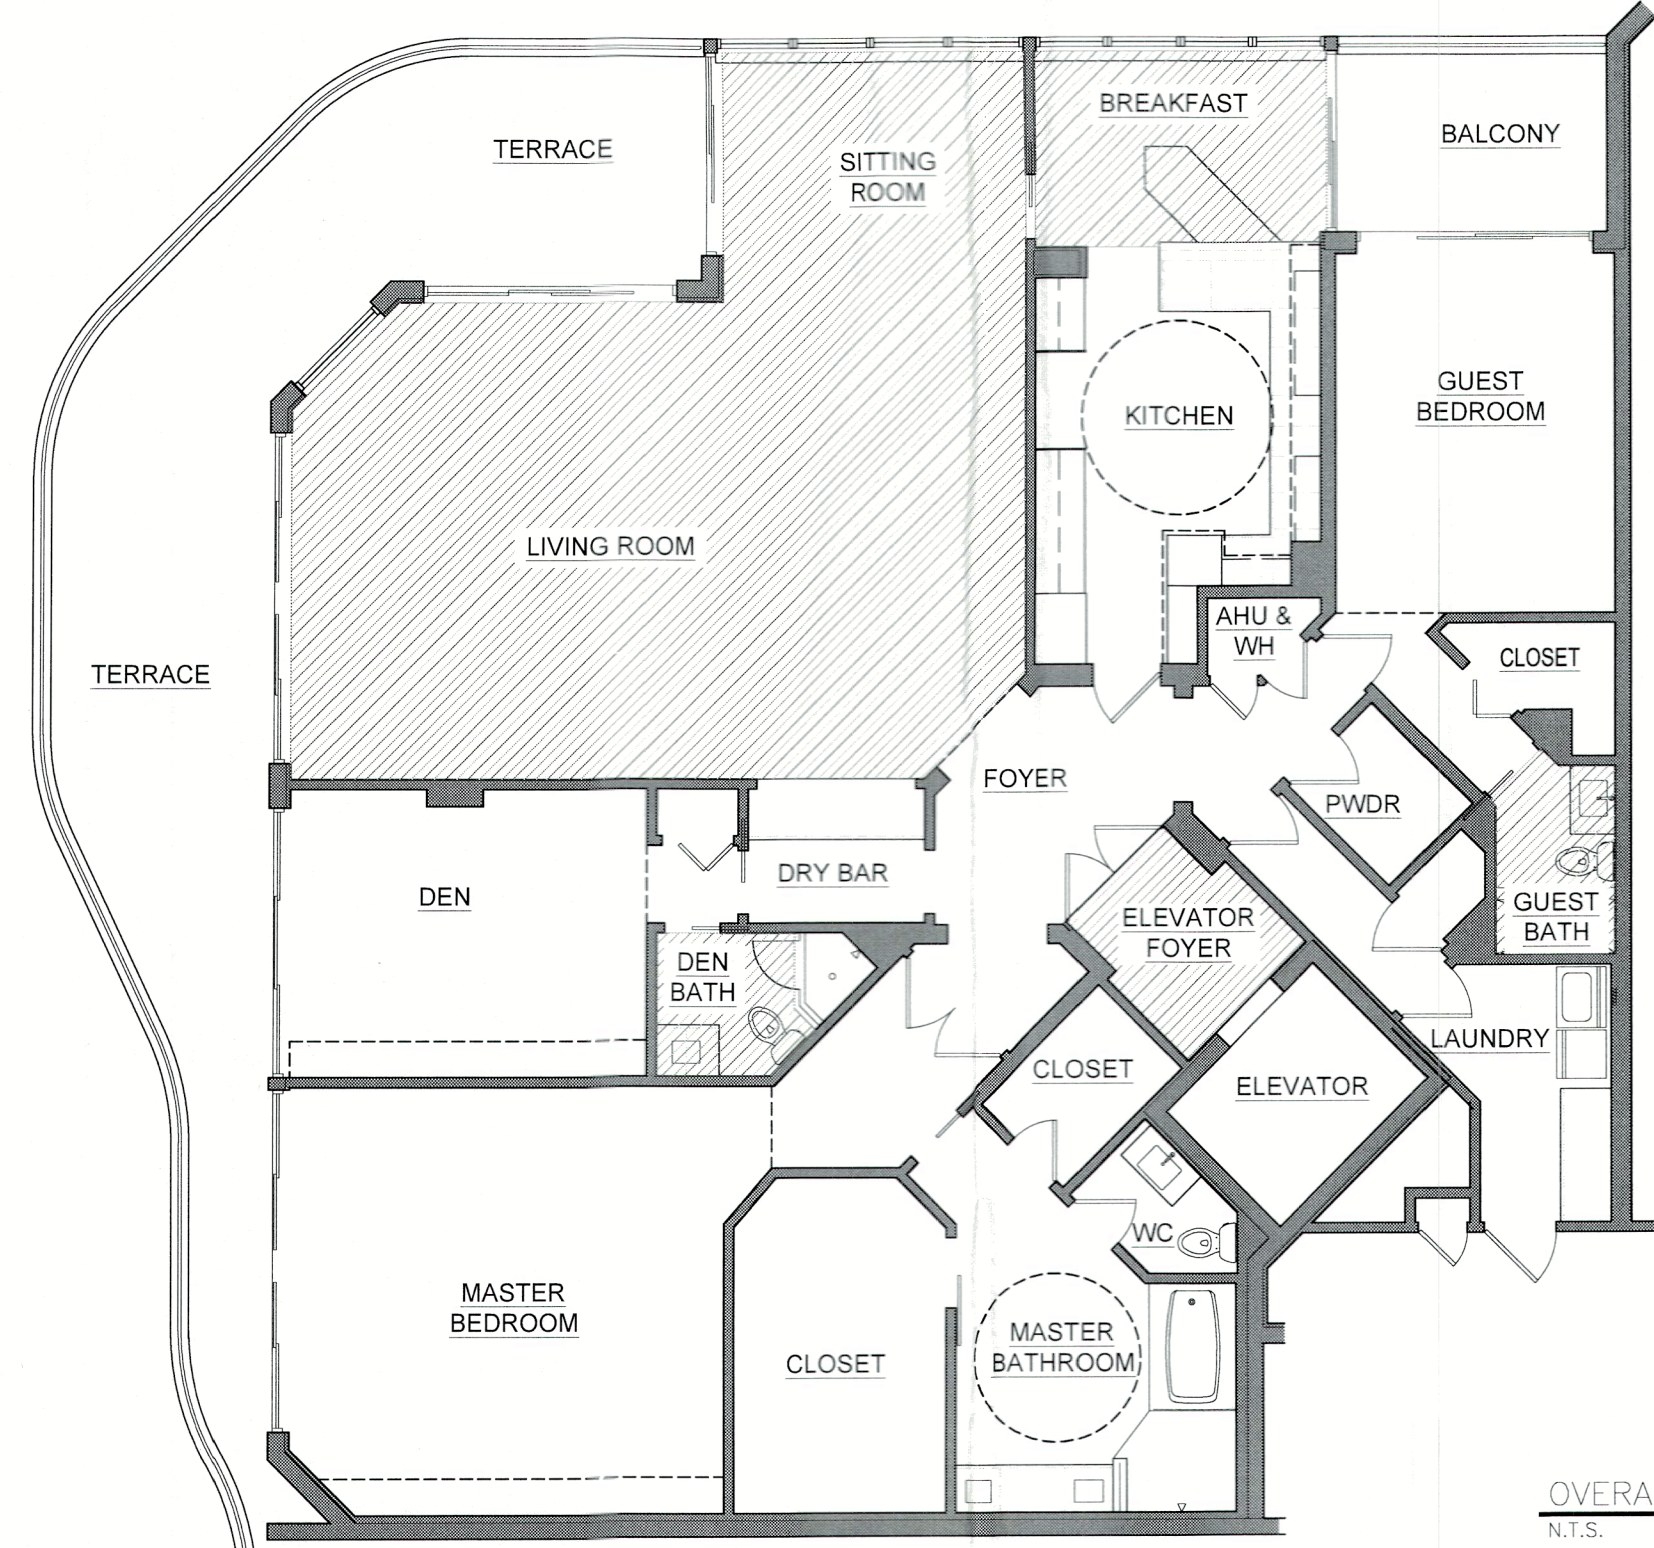 BREAKFAST
BALCONY
TERRACE
SITTING
ROOM
GUEST
BEDROOM
KITCHEN
LIVING ROOM
AHU &
WH
CLOSET
TERRACE
FOYER
PWDR
DRY BAR
DEN
ELEVATOR
FOYER
GUEST
BATH
DEN
BATH
LAUNDRY
CLOSET
ELEVATOR
WC
MASTER
BEDROOM
MASTER
BATHROOM
CLOSET
OVERA
N.T.S.